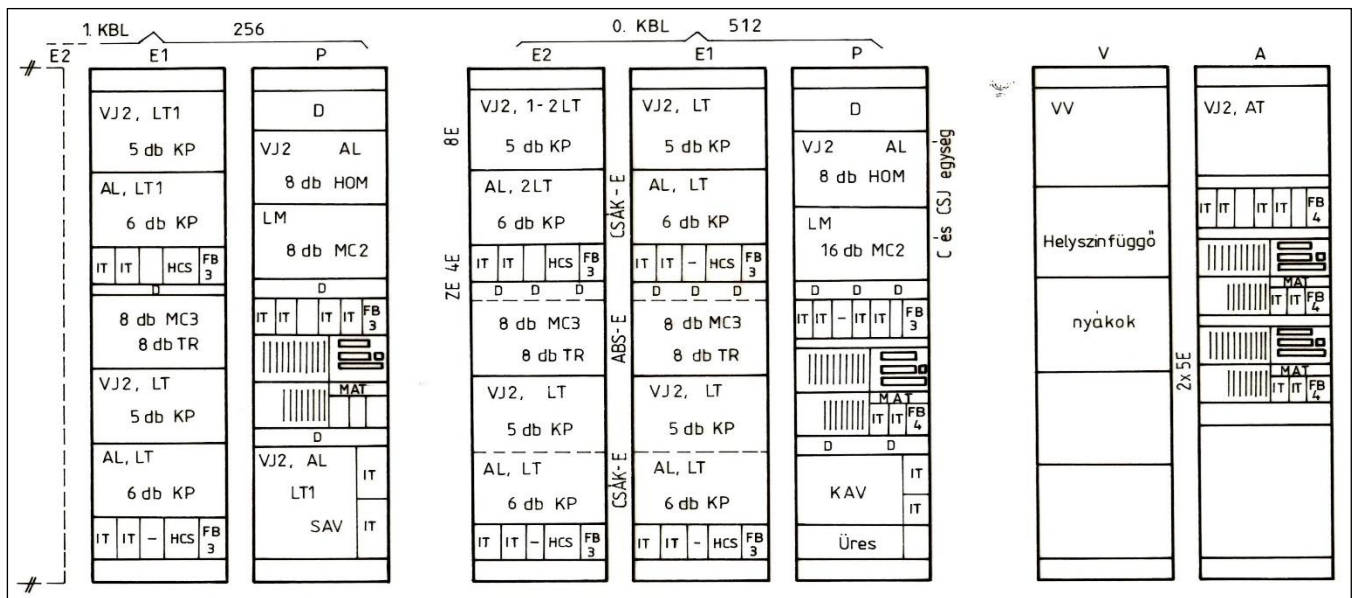 1. KBL 256
E2 E1 P
VJ2, LT1
5 db KP
AL, LT1
6 db KP
IT IT HCS FB 3
D
8 db MC3
8 db TR
VJ2, LT
5 db KP
AL, LT
6 db KP
IT IT - HCS FB 3
D
VJ2 AL
8 db HOM
LM
8 db MC2
D
IT IT IT IT FB 3
MAT
D
VJ2, AL
LT1
SAV
IT
IT
0. KBL 512
E2 E1 P
8E
ZE 4E
VJ2, 1-2LT
5 db KP
AL, 2LT
6 db KP
IT IT HCS FB 3
D D D
8 db MC3
8 db TR
VJ2, LT
5 db KP
AL, LT
6 db KP
IT IT - HCS FB 3
CSAK-E
ABS-E
CSAK-E
VJ2, LT
5 db KP
AL, LT
6 db KP
IT IT - HCS FB 3
D D D
8 db MC3
8 db TR
VJ2, LT
5 db KP
AL, LT
6 db KP
IT IT - HCS FB 3
D
VJ2 AL
8 db HOM
LM
16 db MC2
D D D
IT IT - IT IT FB 3
MAT
IT IT FB 4
D D
KAV
IT
IT
Üres
C és CSJ egység
V A
VV
Helyszínfüggő
nyákok
2x5E
VJ2, AT
IT IT IT IT FB 4
MAT
IT IT FB 4
MAT
IT IT FB 4